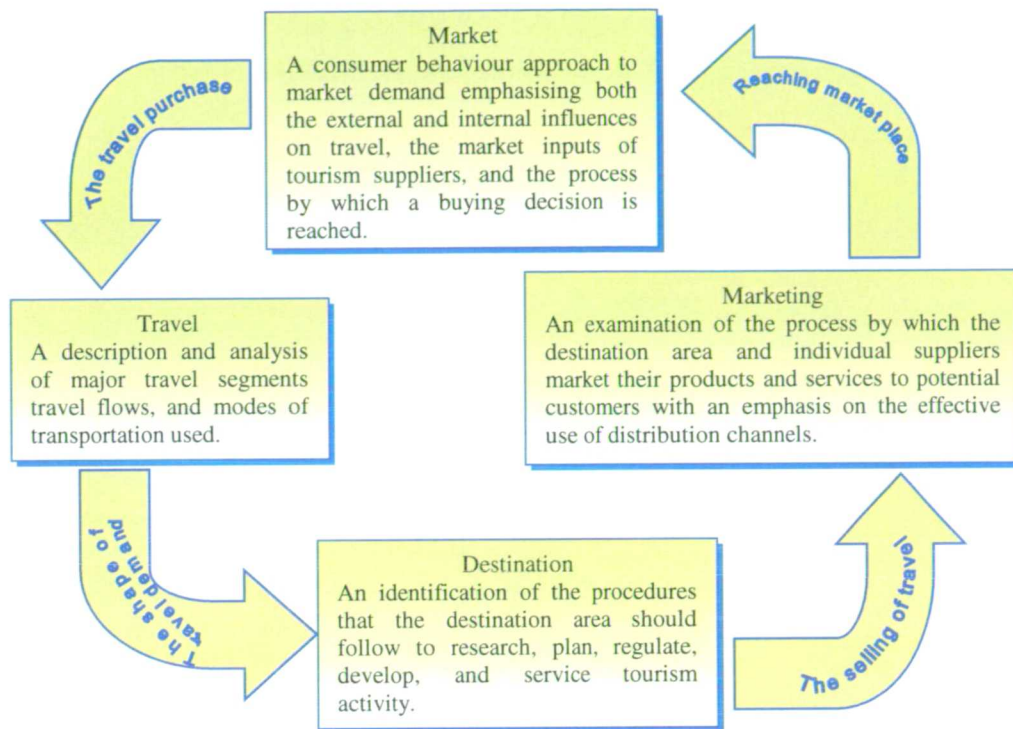 Market
A consumer behaviour approach to
market demand emphasising both
the external and internal influences
on travel, the market inputs of
tourism suppliers, and the process
by which a buying decision is
reached.
The travel purchase
Reaching market place
Travel
A description and analysis
of major travel segments
travel flows, and modes of
transportation used.
Marketing
An examination of the process by which the
destination area and individual suppliers
market their products and services to potential
customers with an emphasis on the effective
use of distribution channels.
The shape of
travel demand
Destination
An identification of the procedures
that the destination area should
follow to research, plan, regulate,
develop, and service tourism
activity.
The selling of travel